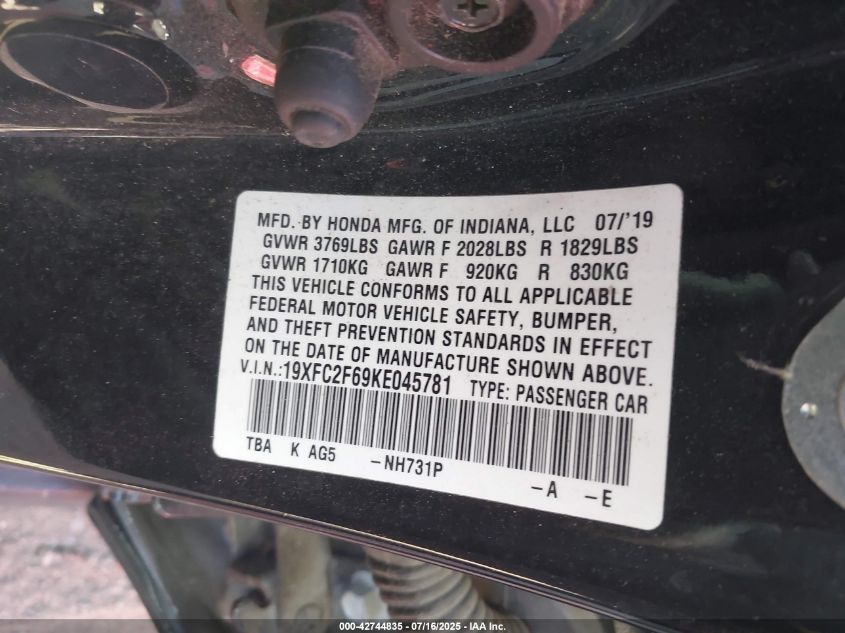 MFD. BY HONDA MFG. OF INDIANA, LLC 07/'19
GVWR 3769LBS GAWR F 2028LBS R 1829LBS
GVWR 1710KG GAWR F 920KG R 830KG
THIS VEHICLE CONFORMS TO ALL APPLICABLE
FEDERAL MOTOR VEHICLE SAFETY, BUMPER,
AND THEFT PREVENTION STANDARDS IN EFFECT
ON THE DATE OF MANUFACTURE SHOWN ABOVE.
V.I.N.:19XFC2F69KE045781 TYPE: PASSENGER CAR
TBA K AG5 -NH731P -A -E
000-42744835 - 07/16/2025 - © IAA, Inc.